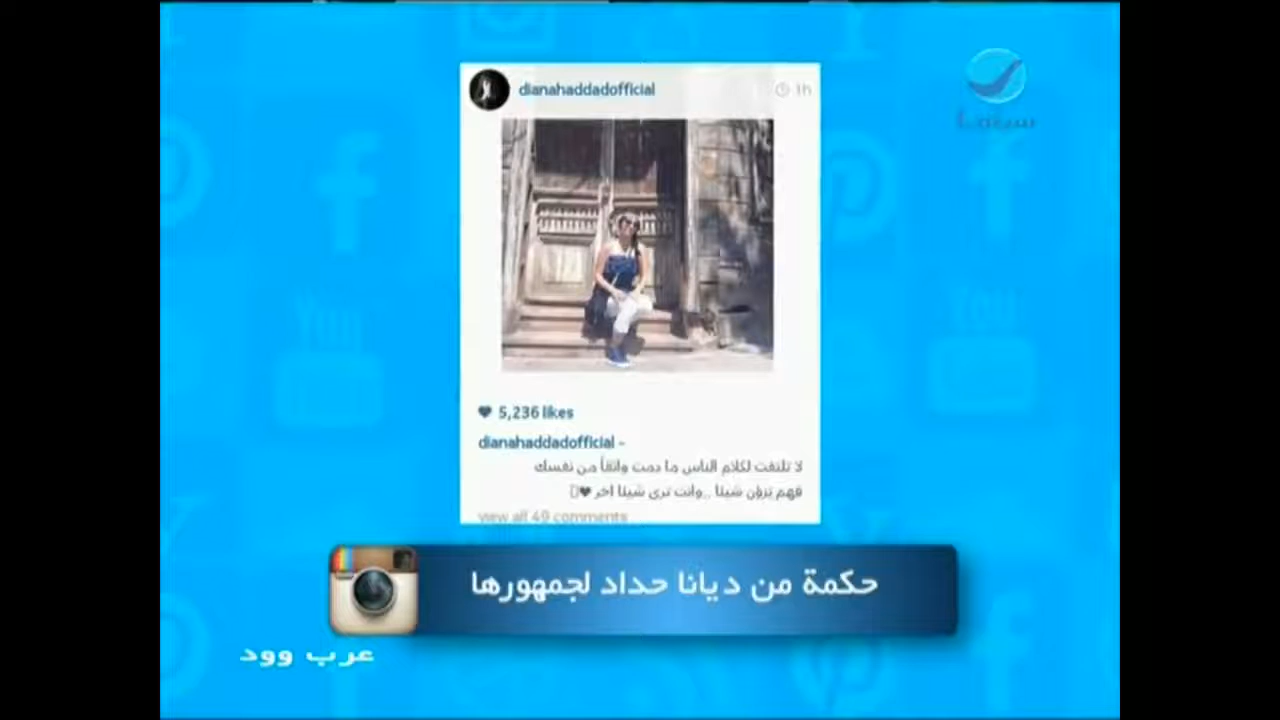 dianahaddadofficial
1h
سينما
5,236 likes
dianahaddadofficial -
لا تلتفت لكلام الناس ما دمت واثقاً من نفسك
فهم يَرَوْن شيئا ..وانت ترى شيئا اخر ❤
view all 49 comments
حكمة من ديانا حداد لجمهورها
عرب وود